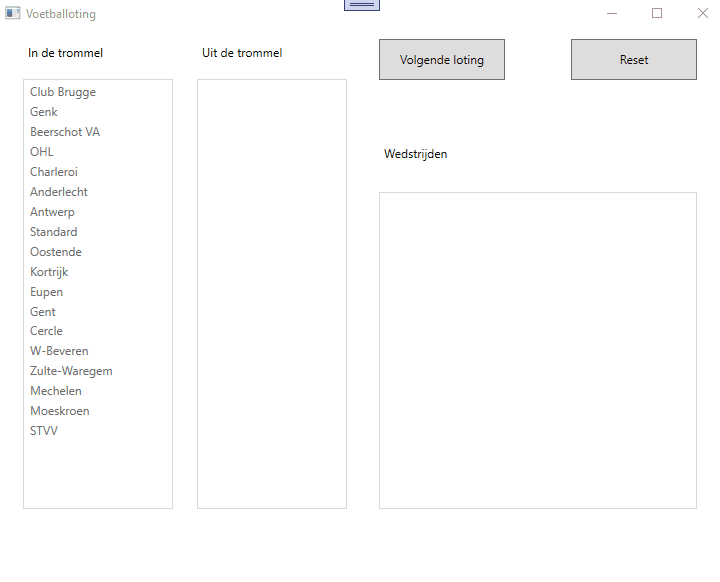 Voetballoting
In de trommel
Uit de trommel
Volgende loting
Reset
Club Brugge
Genk
Beerschot VA
OHL
Charleroi
Anderlecht
Antwerp
Standard
Oostende
Kortrijk
Eupen
Gent
Cercle
W-Beveren
Zulte-Waregem
Mechelen
Moeskroen
STVV
Wedstrijden